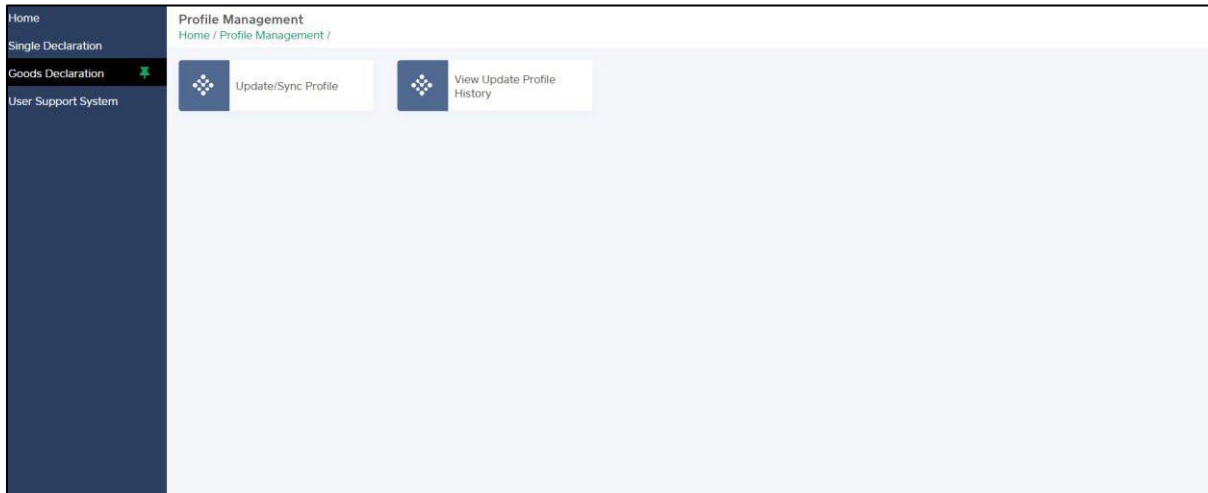 Home
Single Declaration
Goods Declaration
User Support System
Profile Management
Home / Profile Management /
Update/Sync Profile
View Update Profile
History